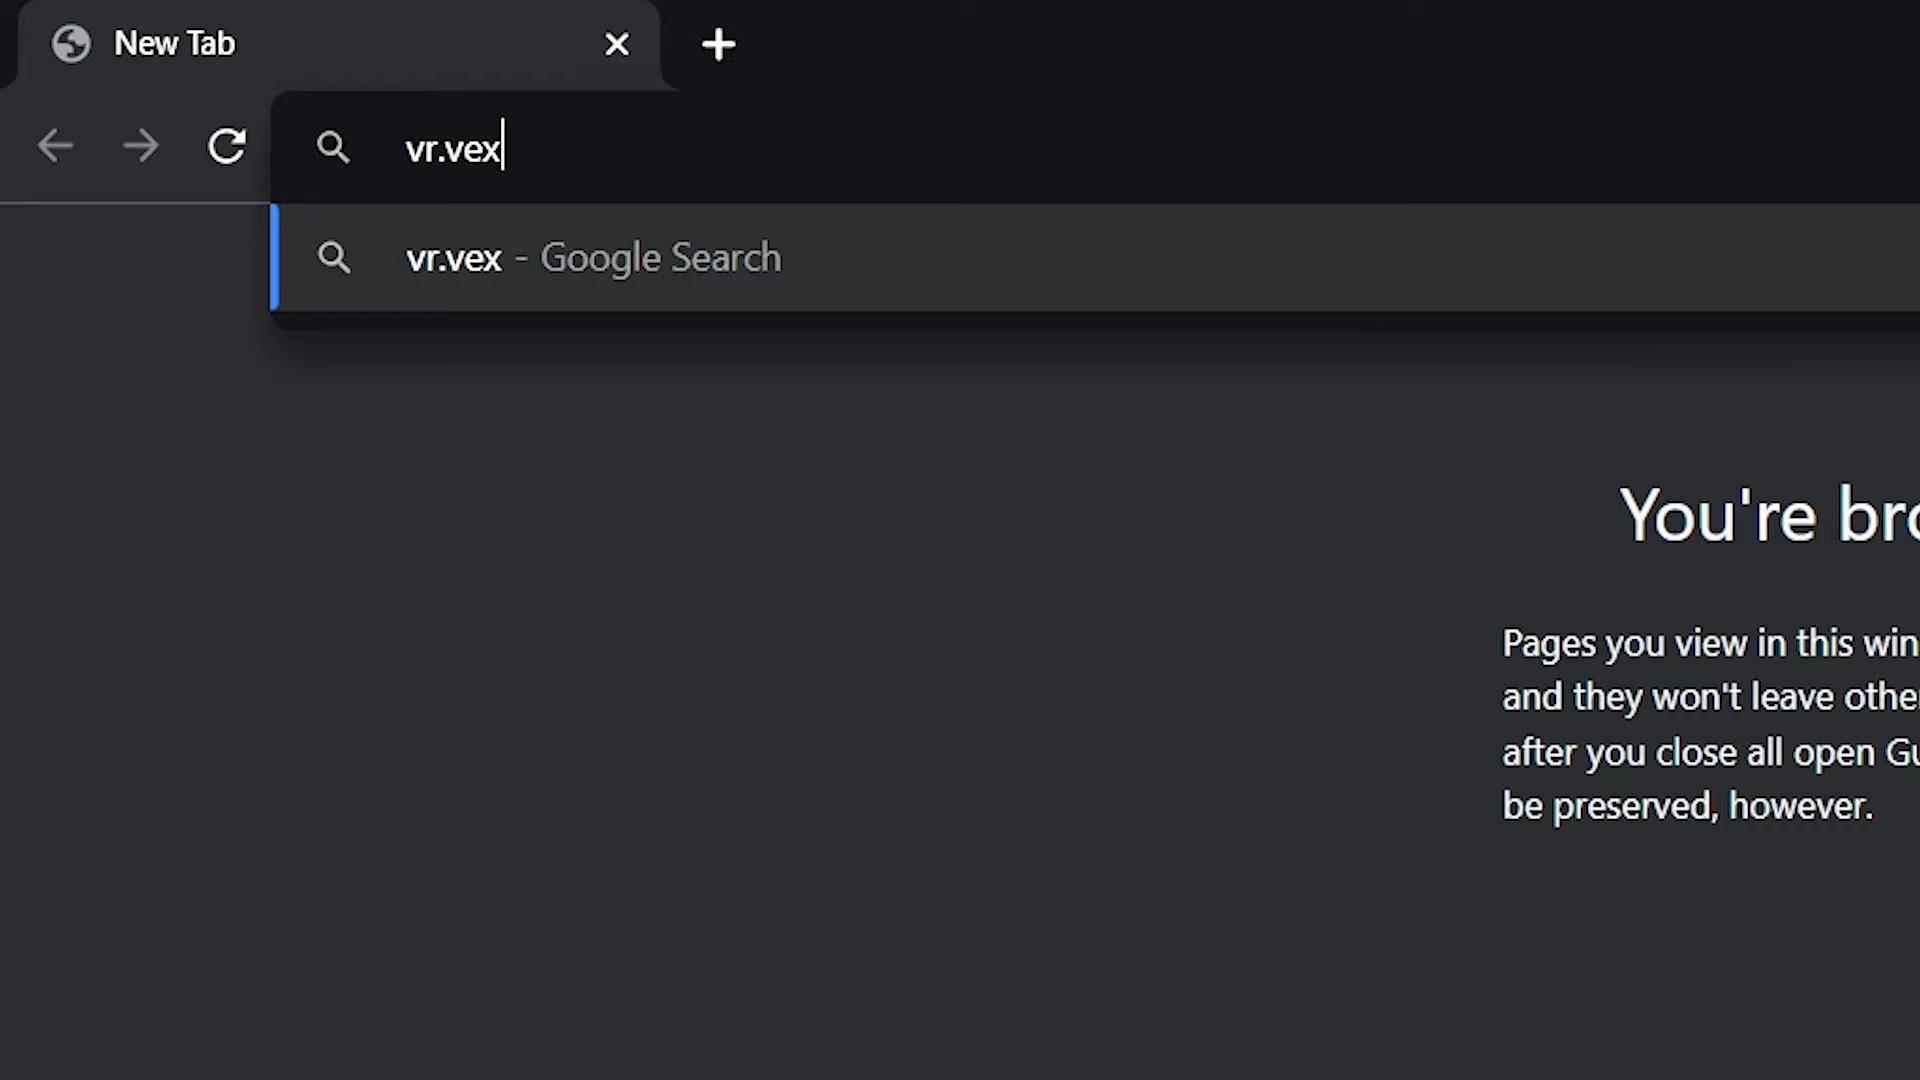 New Tab
vr.vex
vr.vex - Google Search
You're bro
Pages you view in this win
and they won't leave other
after you close all open Gu
be preserved, however.